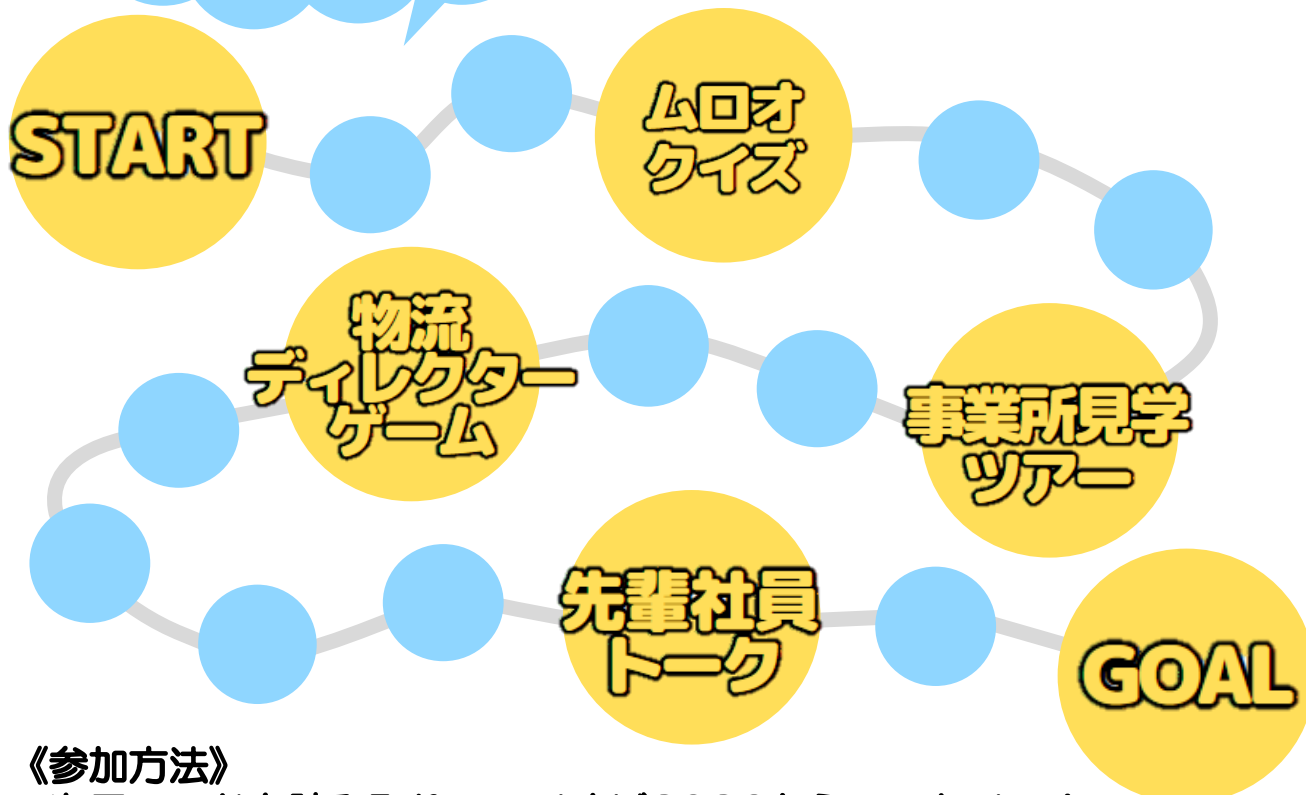 START
ムロオ
クイズ
事業所見学
ツアー
物流
ディレクター
ゲーム
先輩社員
トーク
GOAL
《参加方法》